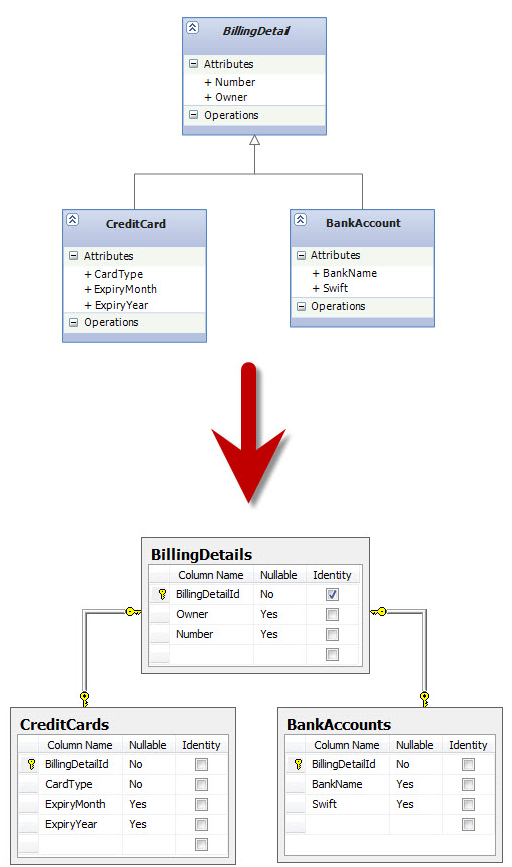 BillingDetail
Attributes
+ Number
+ Owner
Operations
CreditCard
Attributes
+ CardType
+ ExpiryMonth
+ ExpiryYear
Operations
BankAccount
Attributes
+ BankName
+ Swift
Operations
BillingDetails
Column Name Nullable Identity
BillingDetailId No
Owner Yes
Number Yes
CreditCards
Column Name Nullable Identity
BillingDetailId No
CardType No
ExpiryMonth Yes
ExpiryYear Yes
BankAccounts
Column Name Nullable Identity
BillingDetailId No
BankName Yes
Swift Yes